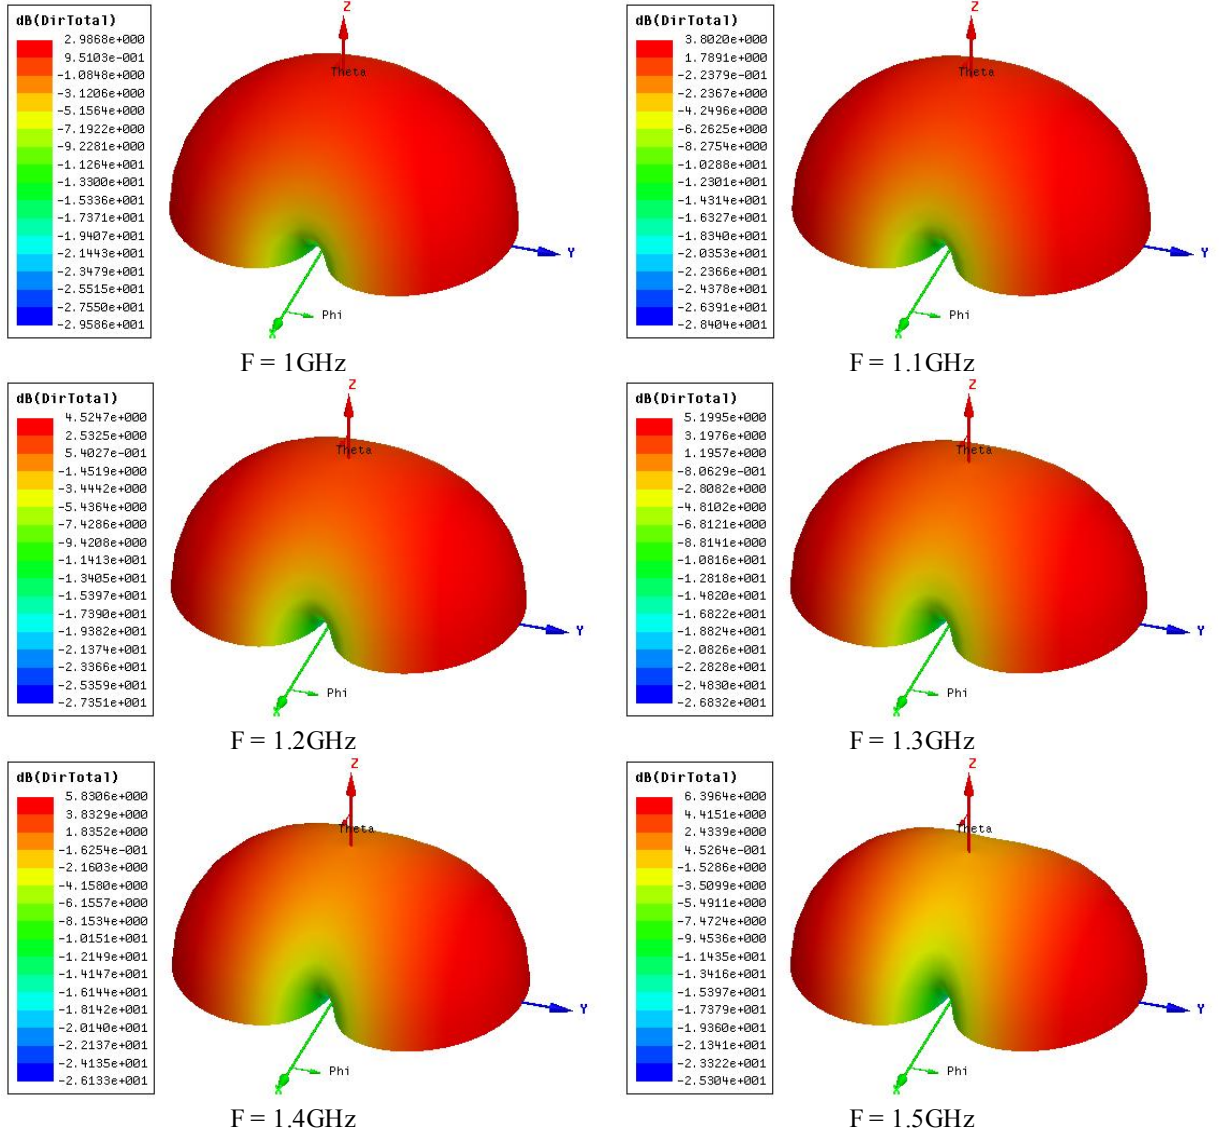 dB(DirTotal)
2.9868e+000
9.5103e-001
-1.0848e+000
-3.1206e+000
-5.1564e+000
-7.1922e+000
-9.2281e+000
-1.1264e+001
-1.3300e+001
-1.5336e+001
-1.7371e+001
-1.9407e+001
-2.1443e+001
-2.3479e+001
-2.5515e+001
-2.7550e+001
-2.9586e+001
Z
Theta
Y
Phi
X
F = 1GHz
dB(DirTotal)
3.8020e+000
1.7891e+000
-2.2379e-001
-2.2367e+000
-4.2496e+000
-6.2625e+000
-8.2754e+000
-1.0288e+001
-1.2301e+001
-1.4314e+001
-1.6327e+001
-1.8340e+001
-2.0353e+001
-2.2366e+001
-2.4378e+001
-2.6391e+001
-2.8404e+001
Z
Theta
Y
Phi
X
F = 1.1GHz
dB(DirTotal)
4.5247e+000
2.5325e+000
5.4027e-001
-1.4519e+000
-3.4442e+000
-5.4364e+000
-7.4286e+000
-9.4208e+000
-1.1413e+001
-1.3405e+001
-1.5397e+001
-1.7390e+001
-1.9382e+001
-2.1374e+001
-2.3366e+001
-2.5359e+001
-2.7351e+001
Z
Theta
Y
Phi
X
F = 1.2GHz
dB(DirTotal)
5.1995e+000
3.1976e+000
1.1957e+000
-8.0629e-001
-2.8082e+000
-4.8102e+000
-6.8121e+000
-8.8141e+000
-1.0816e+001
-1.2818e+001
-1.4820e+001
-1.6822e+001
-1.8824e+001
-2.0826e+001
-2.2828e+001
-2.4830e+001
-2.6832e+001
Z
Theta
Y
Phi
X
F = 1.3GHz
dB(DirTotal)
5.8306e+000
3.8329e+000
1.8352e+000
-1.6254e-001
-2.1603e+000
-4.1580e+000
-6.1557e+000
-8.1534e+000
-1.0151e+001
-1.2149e+001
-1.4147e+001
-1.6144e+001
-1.8142e+001
-2.0140e+001
-2.2137e+001
-2.4135e+001
-2.6133e+001
Z
Theta
Y
Phi
X
F = 1.4GHz
dB(DirTotal)
6.3964e+000
4.4151e+000
2.4339e+000
4.5264e-001
-1.5286e+000
-3.5099e+000
-5.4911e+000
-7.4724e+000
-9.4536e+000
-1.1435e+001
-1.3416e+001
-1.5397e+001
-1.7379e+001
-1.9360e+001
-2.1341e+001
-2.3322e+001
-2.5304e+001
Z
Theta
Y
Phi
X
F = 1.5GHz